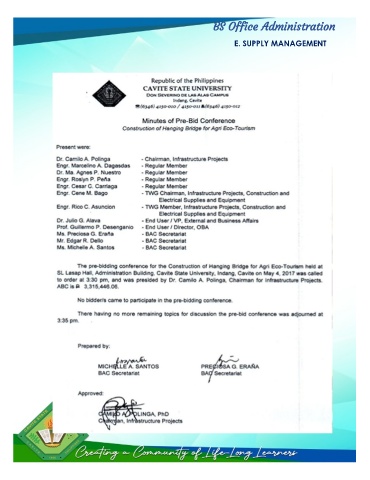 BS Office Administration
E. SUPPLY MANAGEMENT
Republic of the Philippines
CAVITE STATE UNIVERSITY
DON SEVERINO DE LAS ALAS CAMPUS
Indang, Cavite
☎(6346) 4150-010 / 4150-011 (6346) 4150-012
Minutes of Pre-Bid Conference
Construction of Hanging Bridge for Agri Eco-Tourism
Present were:
Dr. Camilo A. Polinga - Chairman, Infrastructure Projects
Engr. Marcelino A. Dagasdas - Regular Member
Dr. Ma. Agnes P. Nuestro - Regular Member
Engr. Roslyn P. Peña - Regular Member
Engr. Cesar C. Carriaga - Regular Member
Engr. Gene M. Bago - TWG Chairman, Infrastructure Projects, Construction and
Electrical Supplies and Equipment
Engr. Rico C. Asuncion - TWG Member, Infrastructure Projects, Construction and
Electrical Supplies and Equipment
Dr. Julio G. Alava - End User / VP, External and Business Affairs
Prof. Guillermo P. Desenganio - End User / Director, OBA
Ms. Preciosa G. Eraña - BAC Secretariat
Mr. Edgar R. Dello - BAC Secretariat
Ms. Michelle A. Santos - BAC Secretariat
The pre-bidding conference for the Construction of Hanging Bridge for Agri Eco-Tourism held at
SL Lasap Hall, Administration Building, Cavite State University, Indang, Cavite on May 4, 2017 was called
to order at 3:30 pm, and was presided by Dr. Camilo A. Polinga, Chairman for Infrastructure Projects.
ABC is ₱ 3,315,446.08.
No bidder/s came to participate in the pre-bidding conference.
There having no more remaining topics for discussion the pre-bid conference was adjourned at
3:35 pm.
Prepared by:
MICHELLE A. SANTOS PRECIOSA G. ERAÑA
BAC Secretariat BAC Secretariat
Approved:
CAMILO A. POLINGA, PhD
Chairman, Infrastructure Projects
Creating a Community of Life-Long Learners